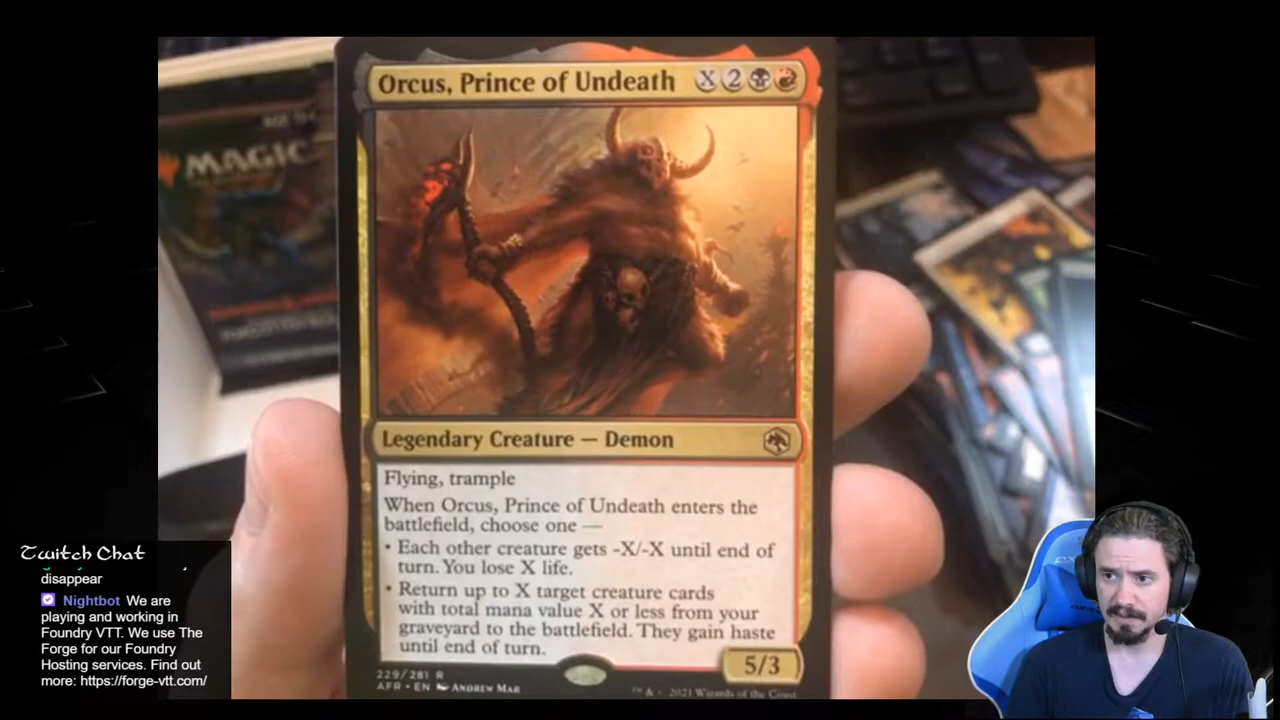 Orcus, Prince of Undeath X2
MAGIC
Legendary Creature — Demon
Flying, trample
When Orcus, Prince of Undeath enters the
battlefield, choose one —
• Each other creature gets -X/-X until end of
turn. You lose X life.
• Return up to X target creature cards
with total mana value X or less from your
graveyard to the battlefield. They gain haste
until end of turn.
5/3
229/281 R
AFR • EN ANDREW MAR
™ & © 2021 Wizards of the Coast
Twitch Chat
disappear
Nightbot We are
playing and working in
Foundry VTT. We use The
Forge for our Foundry
Hosting services. Find out
more: https://forge-vtt.com/